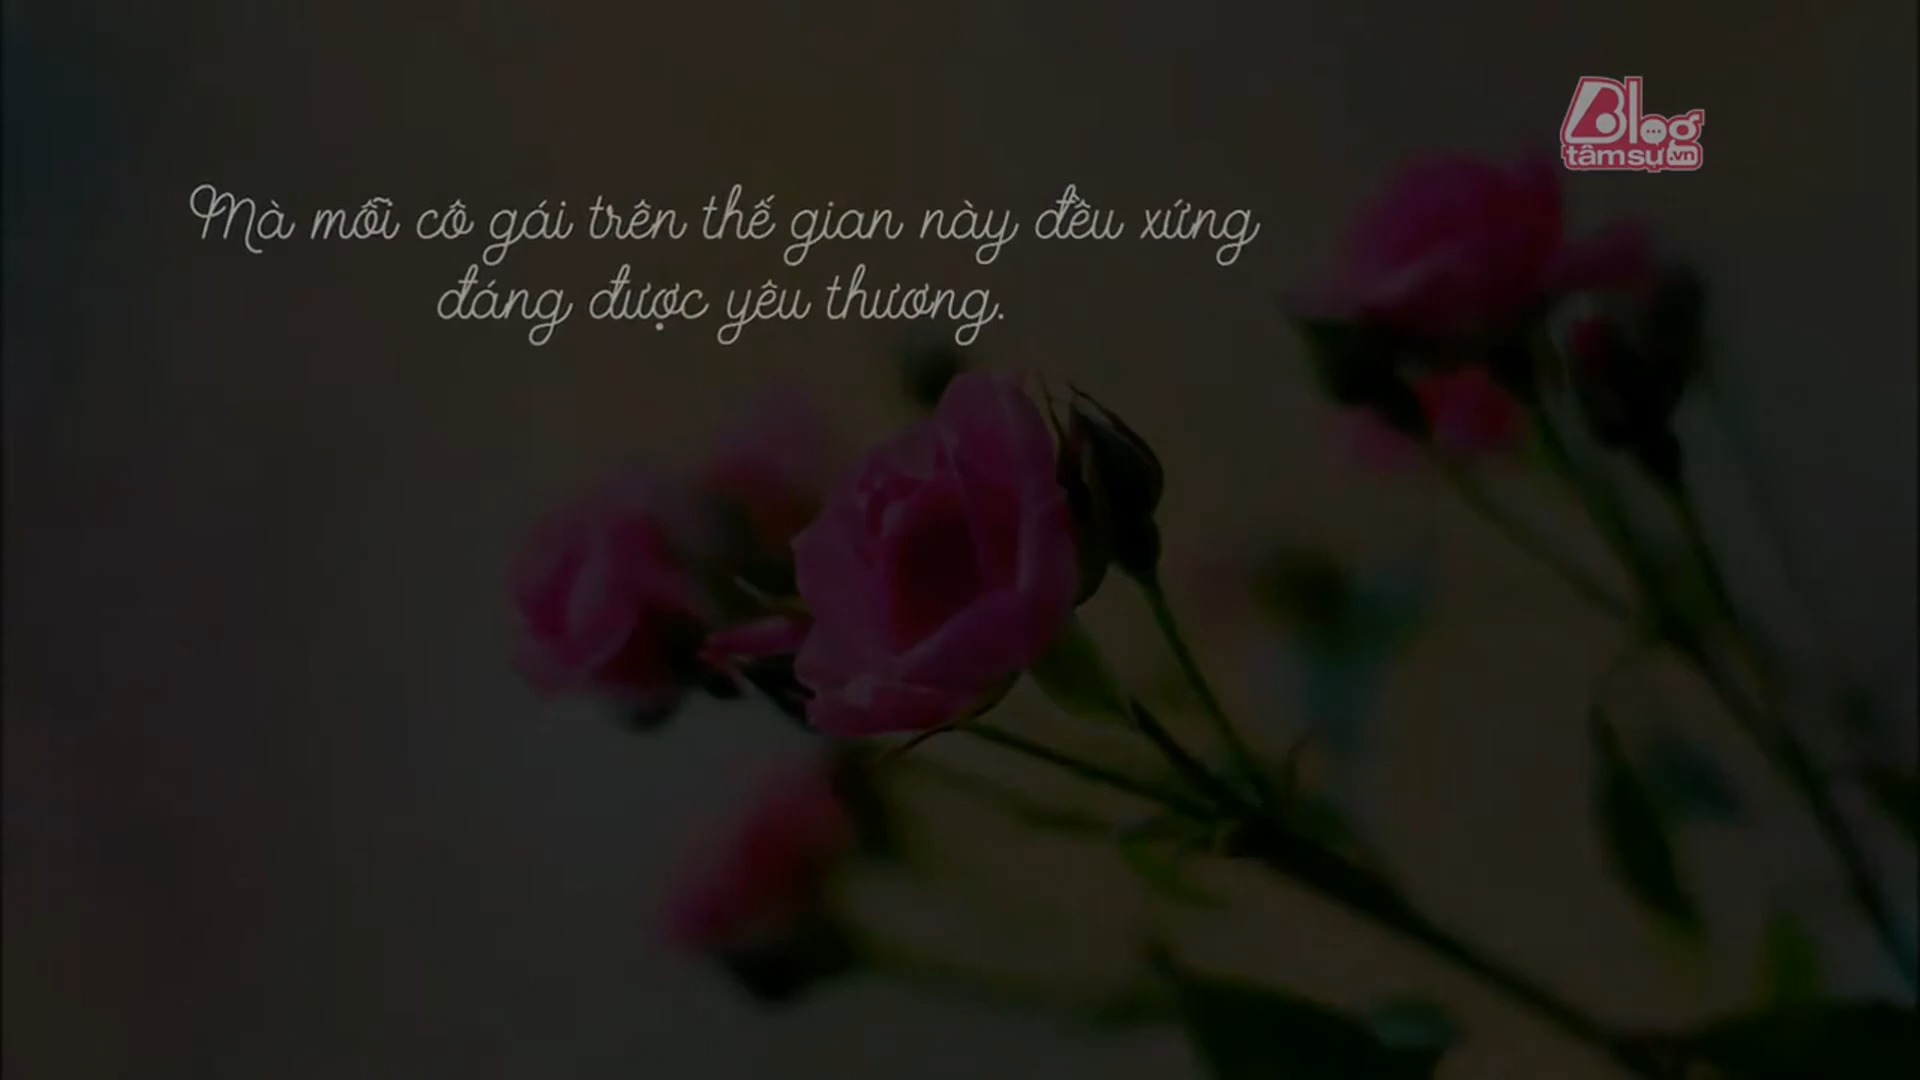 Blog
tâmsự.vn
Mà mỗi cô gái trên thế gian này đều xứng
đáng được yêu thương.